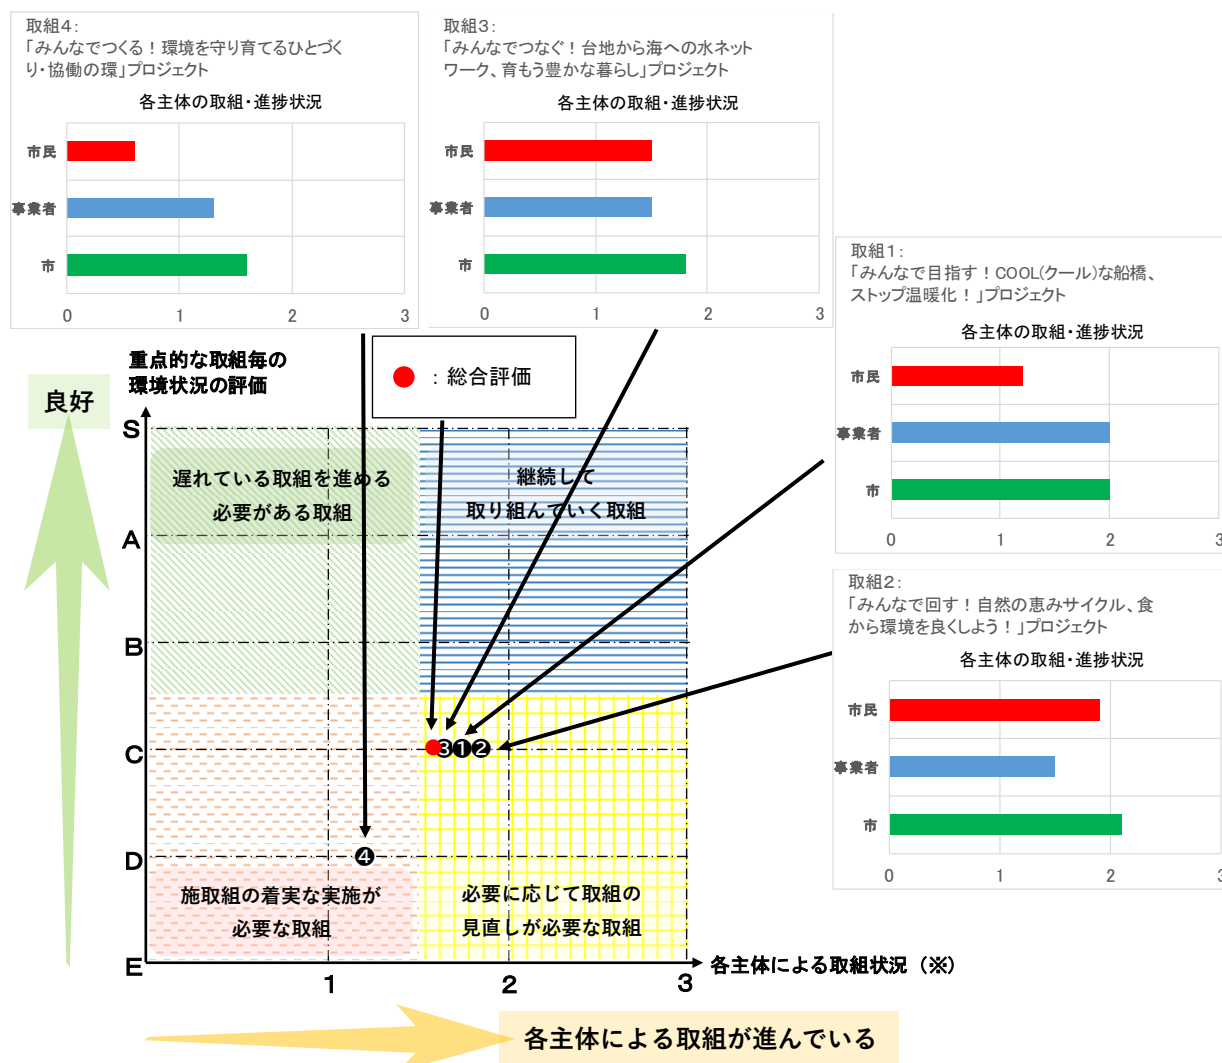 取組4：
「みんなでつくる！環境を守り育てるひとづく
り・協働の環」プロジェクト
各主体の取組・進捗状況
市民
事業者
市
0 1 2 3
取組3：
「みんなでつなぐ！台地から海への水ネット
ワーク、育もう豊かな暮らし」プロジェクト
各主体の取組・進捗状況
市民
事業者
市
0 1 2 3
取組1：
「みんなで目指す！COOL(クール)な船橋、
ストップ温暖化！」プロジェクト
各主体の取組・進捗状況
市民
事業者
市
0 1 2 3
取組2：
「みんなで回す！自然の恵みサイクル、食
から環境を良くしよう！」プロジェクト
各主体の取組・進捗状況
市民
事業者
市
0 1 2 3
重点的な取組毎の
環境状況の評価
：総合評価
良好
S
A
B
C
D
E
遅れている取組を進める
必要がある取組
継続して
取り組んでいく取組
❸❶❷
❹
施取組の着実な実施が
必要な取組
必要に応じて取組の
見直しが必要な取組
1 2 3
各主体による取組状況（※）
各主体による取組が進んでいる